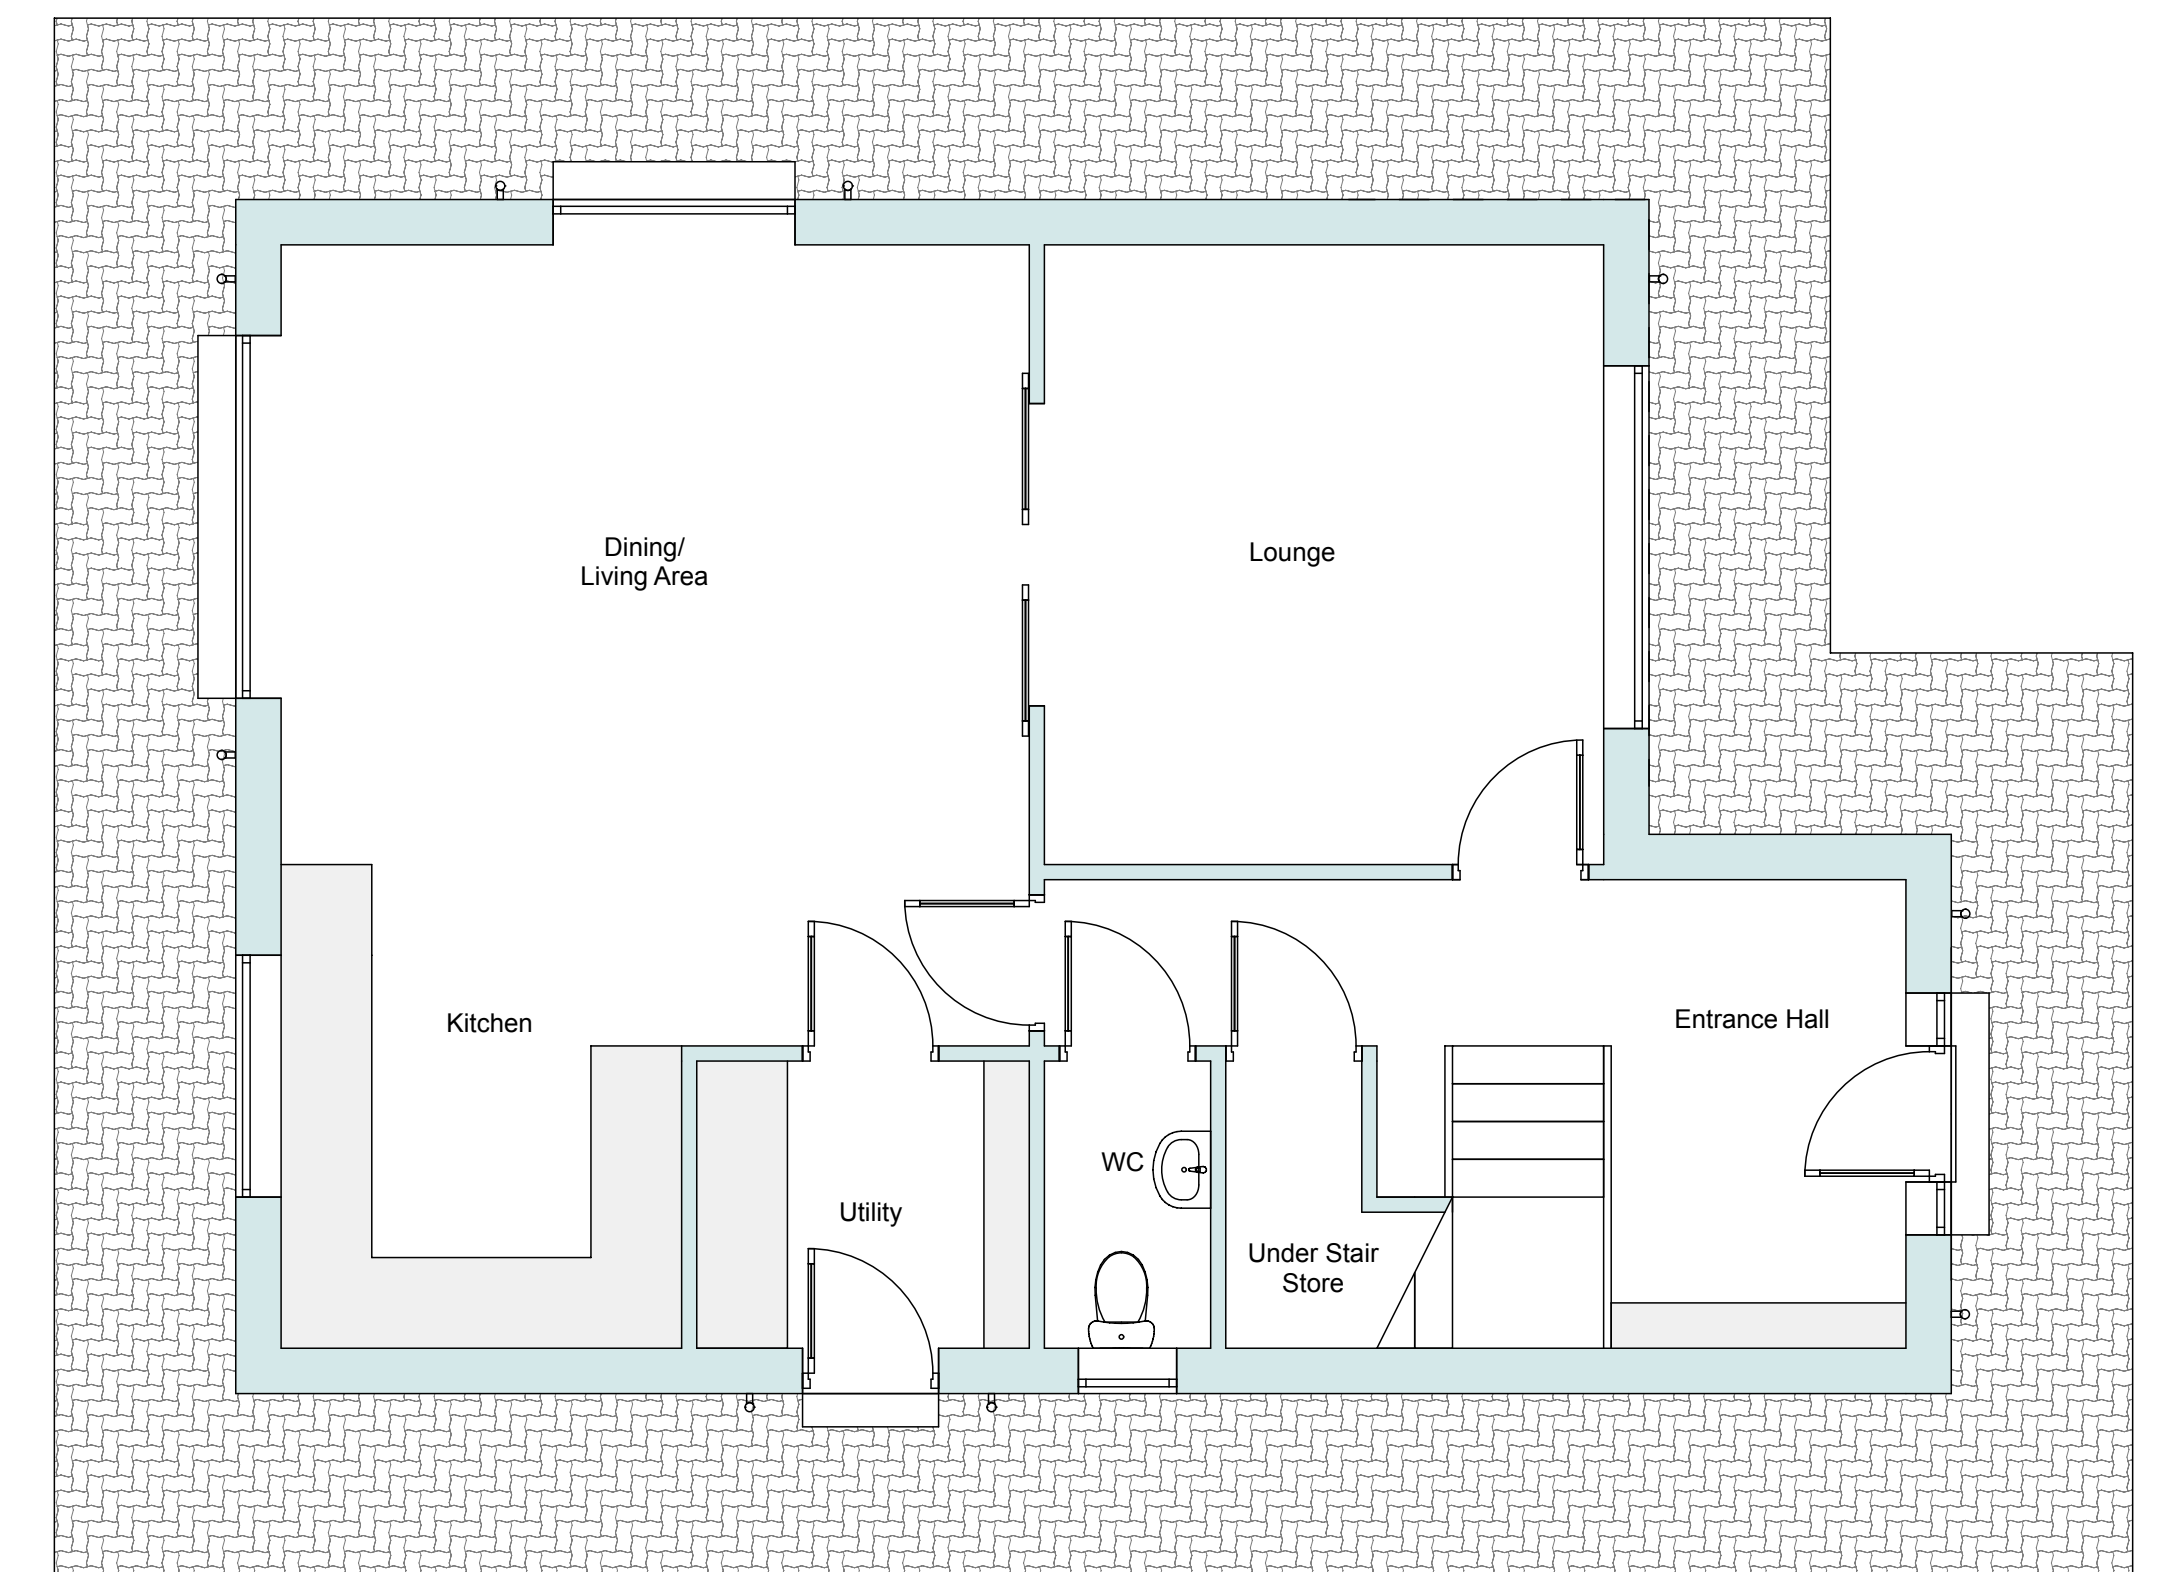 Dining/
Living Area
Lounge
Kitchen
Entrance Hall
WC
Utility
Under Stair
Store